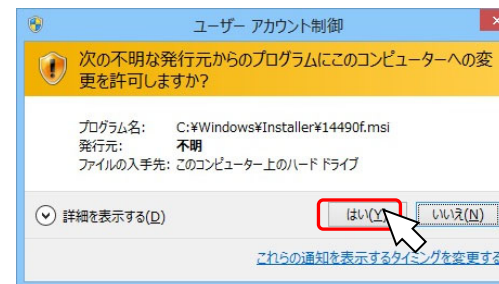 ユーザー アカウント制御
次の不明な発行元からのプログラムにこのコンピューターへの変
更を許可しますか?
プログラム名: C:¥Windows¥Installer¥14490f.msi
発行元: 不明
ファイルの入手先: このコンピューター上のハード ドライブ
詳細を表示する(D) はい(Y) いいえ(N)
これらの通知を表示するタイミングを変更する